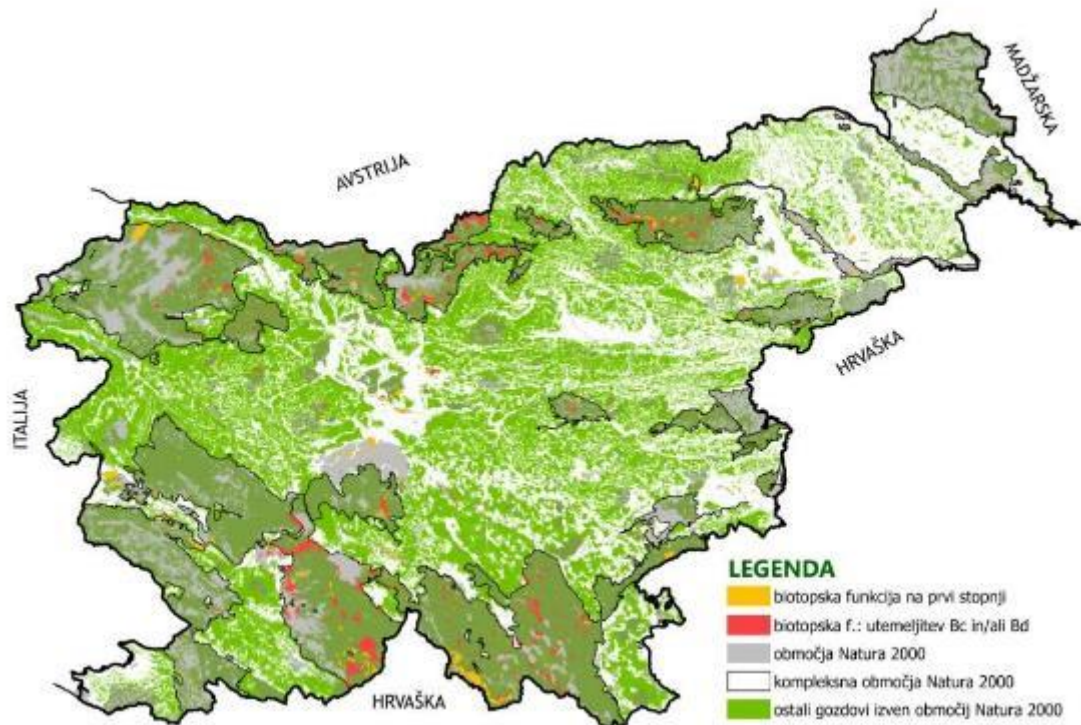 MADŽARSKA
AVSTRIJA
HRVAŠKA
ITALIJA
HRVAŠKA
LEGENDA
biotopska funkcija na prvi stopnji
biotopska f.: utemeljitev Bc in/ali Bd
območja Natura 2000
kompleksna območja Natura 2000
ostali gozdovi izven območij Natura 2000